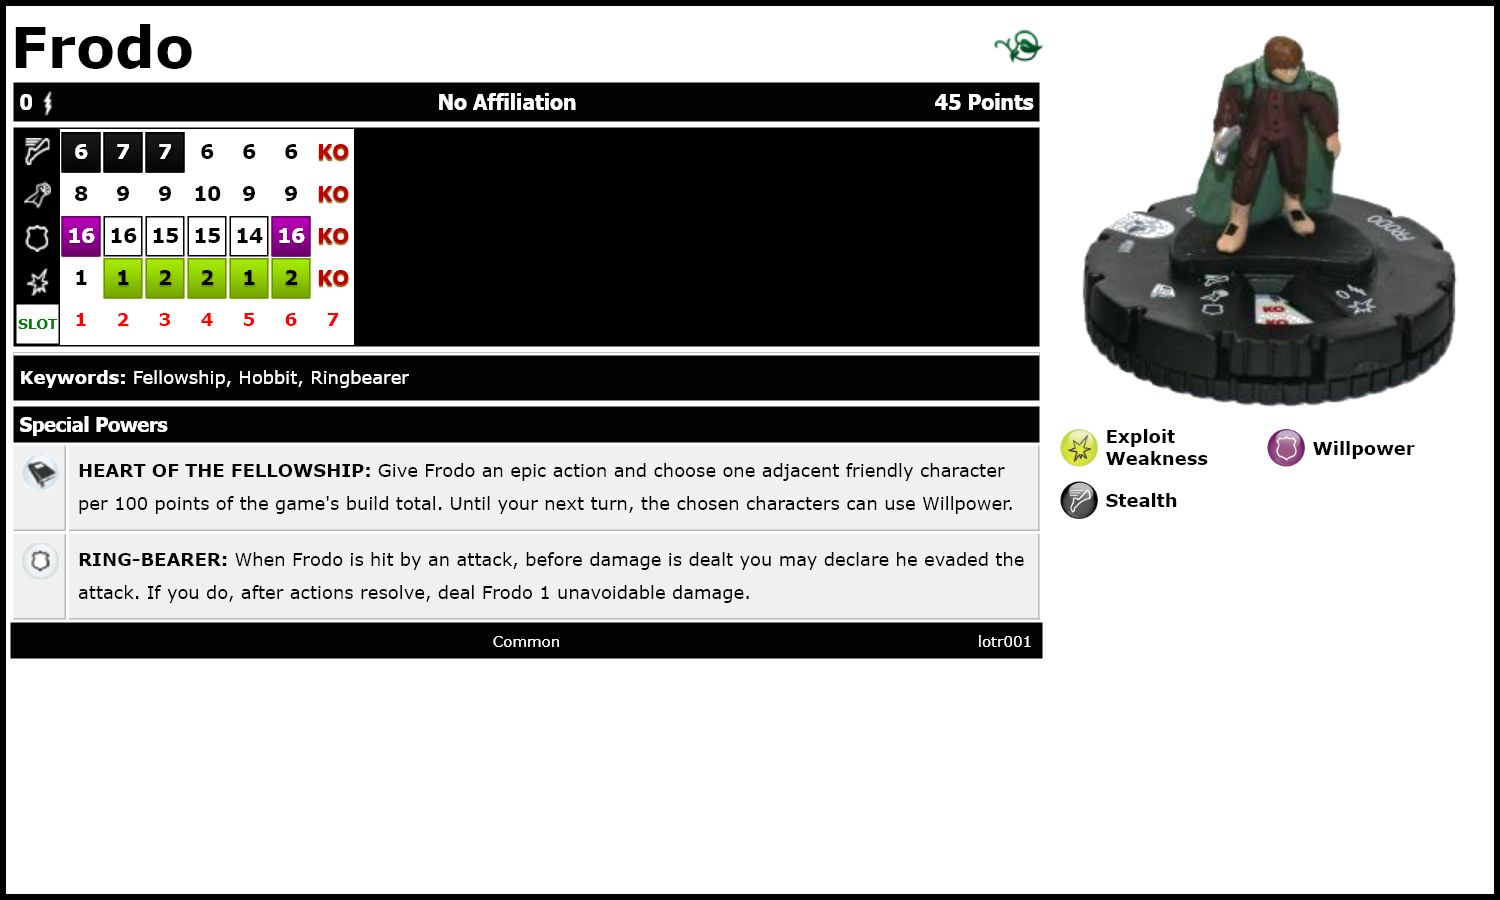 Frodo
0 No Affiliation 45 Points
6 7 7 6 6 6 KO
8 9 9 10 9 9 KO
16 16 15 15 14 16 KO
1 1 2 2 1 2 KO
SLOT 1 2 3 4 5 6 7
Keywords: Fellowship, Hobbit, Ringbearer
Special Powers
HEART OF THE FELLOWSHIP: Give Frodo an epic action and choose one adjacent friendly character
per 100 points of the game's build total. Until your next turn, the chosen characters can use Willpower.
RING-BEARER: When Frodo is hit by an attack, before damage is dealt you may declare he evaded the
attack. If you do, after actions resolve, deal Frodo 1 unavoidable damage.
Common lotr001
FRODO
0
KO
KO
Exploit
Weakness
Willpower
Stealth